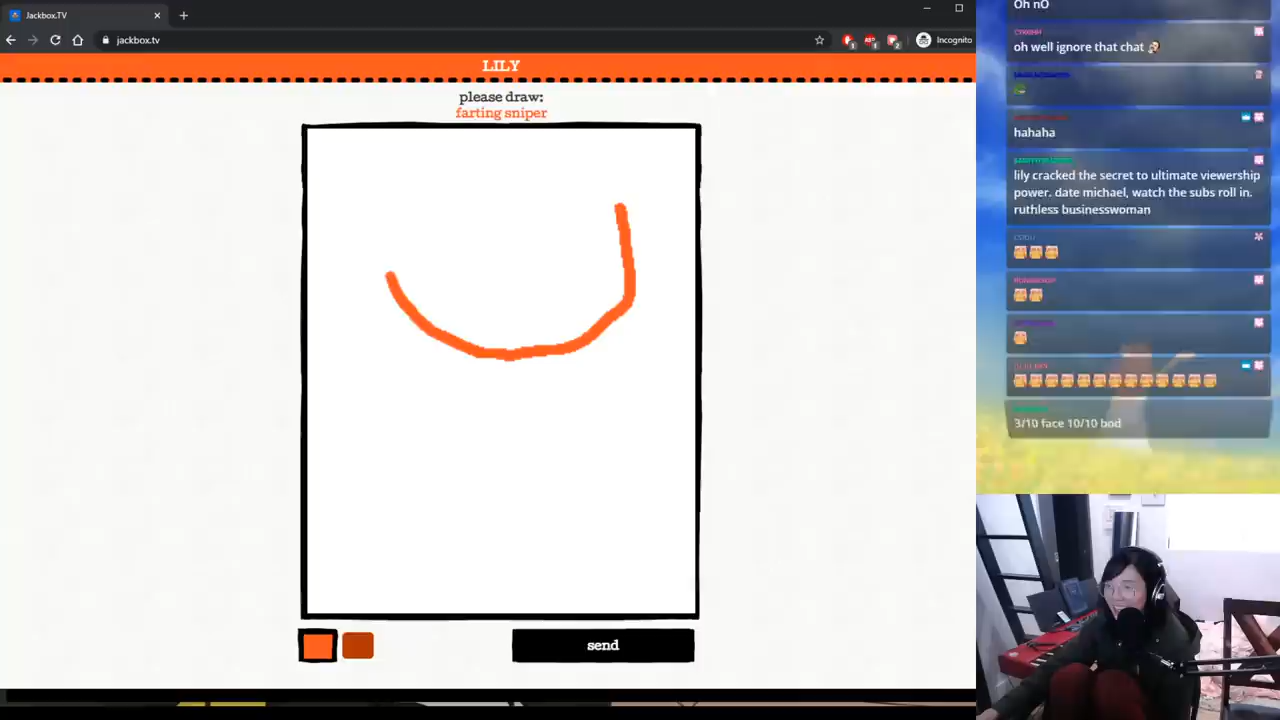 Jackbox.TV
jackbox.tv
Incognito
LILY
please draw:
farting sniper
send
Oh nO
oh well ignore that chat
hahaha
lily cracked the secret to ultimate viewership
power. date michael, watch the subs roll in.
ruthless businesswoman
3/10 face 10/10 bod